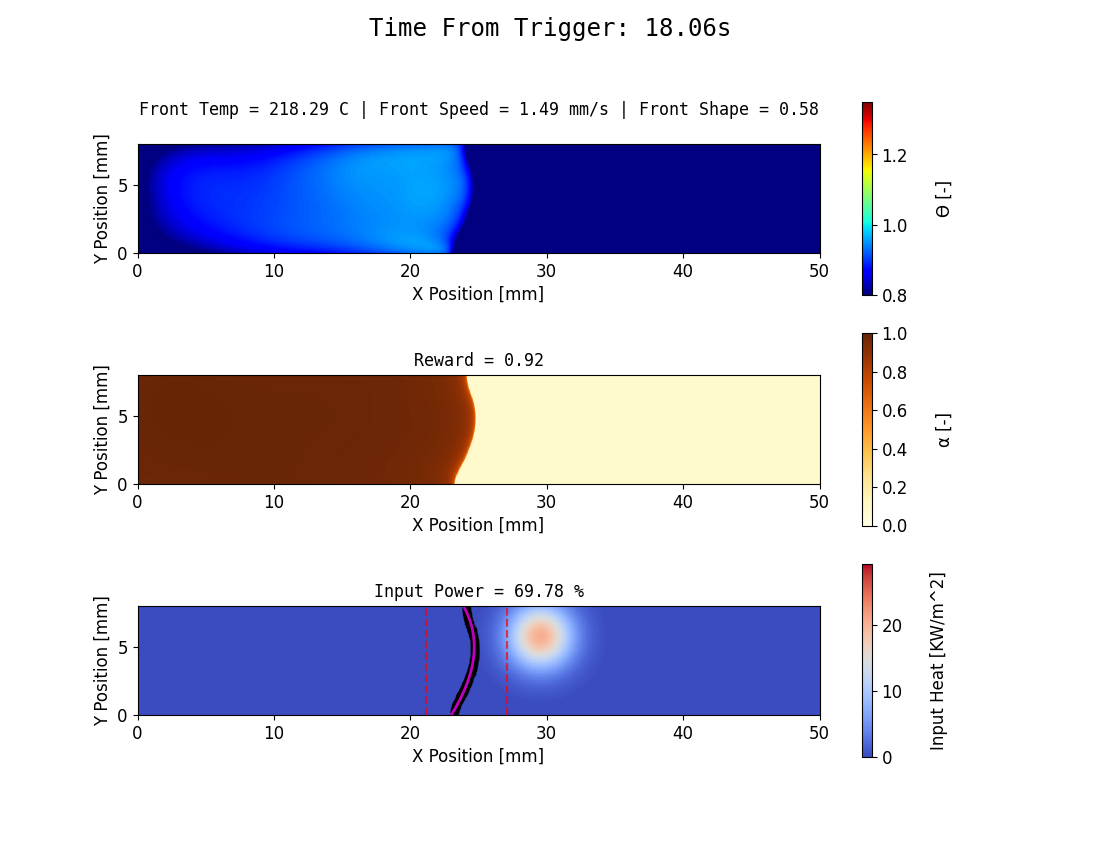 Time From Trigger: 18.06s
Front Temp = 218.29 C | Front Speed = 1.49 mm/s | Front Shape = 0.58
Y Position [mm]
5
0
0 10 20 30 40 50
X Position [mm]
1.2
1.0
0.8
Θ [-]
Reward = 0.92
Y Position [mm]
5
0
0 10 20 30 40 50
X Position [mm]
1.0
0.8
0.6
0.4
0.2
0.0
α [-]
Input Power = 69.78 %
Y Position [mm]
5
0
0 10 20 30 40 50
X Position [mm]
20
10
0
Input Heat [KW/m^2]